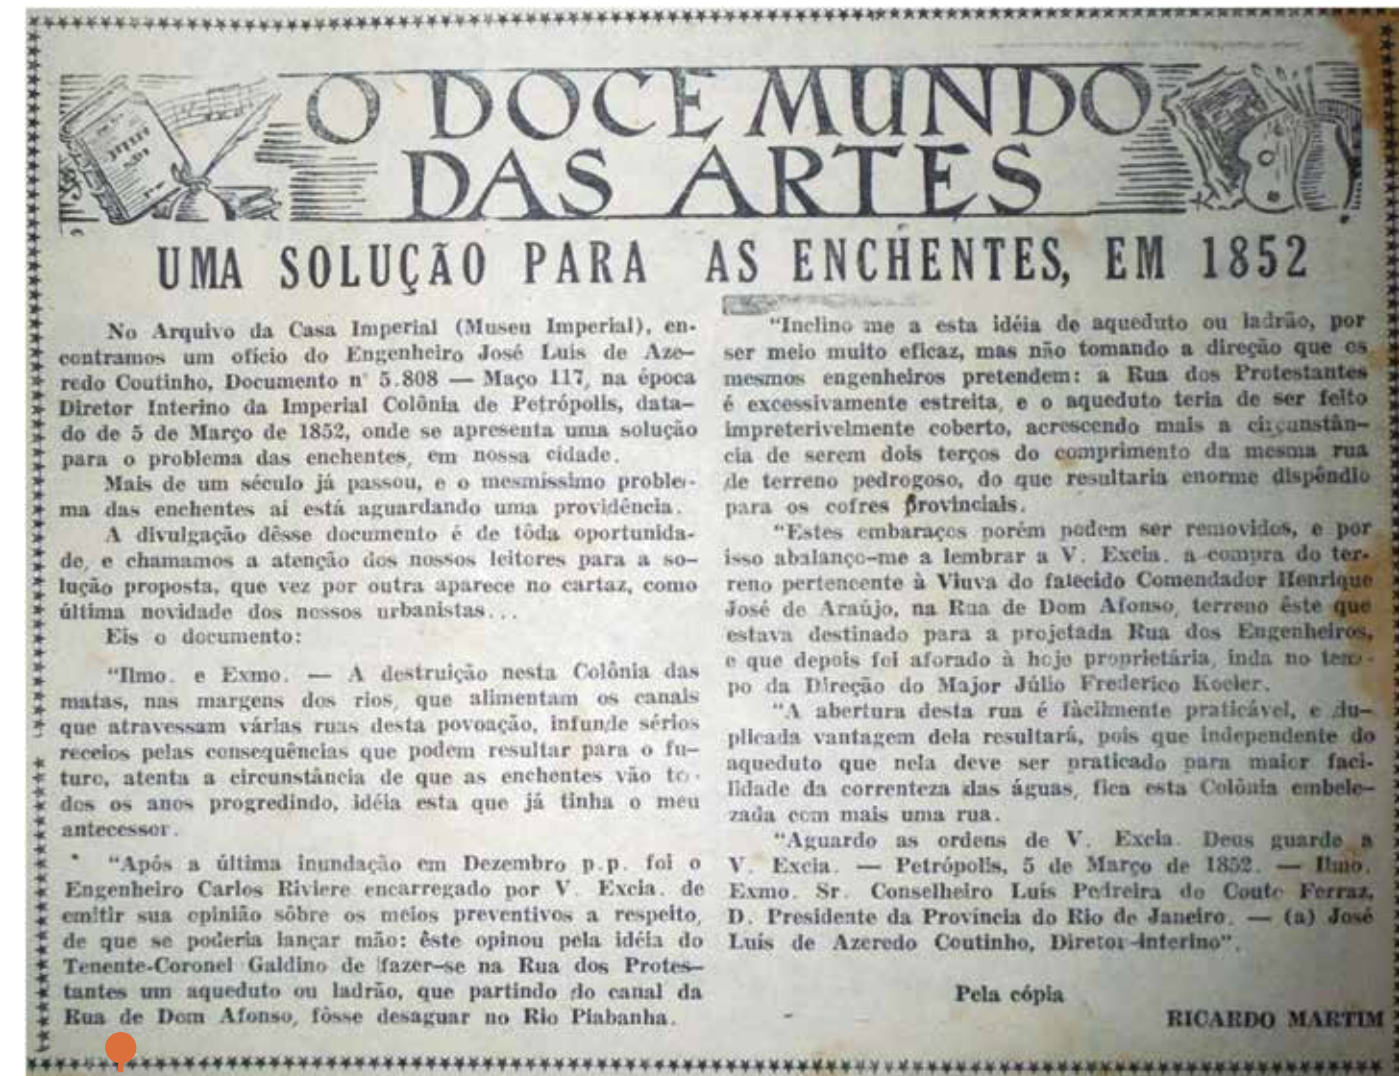 O DOCE MUNDO
DAS ARTES
UMA SOLUÇÃO PARA AS ENCHENTES, EM 1852
No Arquivo da Casa Imperial (Museu Imperial), en-
contramos um ofício do Engenheiro José Luís de Aze-
redo Coutinho, Documento nº 5.808 — Maço 117, na época
Diretor Interino da Imperial Colônia de Petrópolis, data-
do de 5 de Março de 1852, onde se apresenta uma solução
para o problema das enchentes, em nossa cidade.
Mais de um século já passou, e o mesmíssimo proble-
ma das enchentes aí está aguardando uma providência.
A divulgação dêsse documento é de tôda oportunida-
de, e chamamos a atenção dos nossos leitores para a so-
lução proposta, que vez por outra aparece no cartaz, como
última novidade dos nossos urbanistas...
Eis o documento:
"Ilmo. e Exmo. — A destruição nesta Colônia das
matas, nas margens dos rios, que alimentam os canais
que atravessam várias ruas desta povoação, infunde sérios
receios pelas consequências que podem resultar para o fu-
turo, atenta a circunstância de que as enchentes vão to-
dos os anos progredindo, idéia esta que já tinha o meu
antecessor.
"Após a última inundação em Dezembro p.p. foi o
Engenheiro Carlos Riviere encarregado por V. Excia. de
emitir sua opinião sôbre os meios preventivos a respeito,
de que se poderia lançar mão: êste opinou pela idéia do
Tenente-Coronel Galdino de fazer-se na Rua dos Protes-
tantes um aqueduto ou ladrão, que partindo do canal da
Rua de Dom Afonso, fôsse desaguar no Rio Piabanha.
"Inclino me a esta idéia de aqueduto ou ladrão, por
ser meio muito eficaz, mas não tomando a direção que os
mesmos engenheiros pretendem: a Rua dos Protestantes
é excessivamente estreita, e o aqueduto teria de ser feito
impreterivelmente coberto, acrescendo mais a circunstân-
cia de serem dois terços do comprimento da mesma rua
de terreno pedrogoso, do que resultaria enorme dispêndio
para os cofres provinciais.
"Estes embaraços porém podem ser removidos, e por
isso abalanço-me a lembrar a V. Excia. a compra do ter-
reno pertencente à Viuva do falecido Comendador Henrique
José de Araújo, na Rua de Dom Afonso, terreno êste que
estava destinado para a projetada Rua dos Engenheiros,
e que depois foi aforado à hoje proprietária, inda no tem-
po da Direção do Major Júlio Frederico Koeler.
"A abertura desta rua é fàcilmente praticável, e du-
plicada vantagem dela resultará, pois que independente do
aqueduto que nela deve ser praticado para maior faci-
lidade da correnteza das águas, fica esta Colônia embele-
zada com mais uma rua.
"Aguardo as ordens de V. Excia. Deus guarde a
V. Excia. — Petrópolis, 5 de Março de 1852. — Ilmo.
Exmo. Sr. Conselheiro Luís Pedreira do Couto Ferraz,
D. Presidente da Província do Rio de Janeiro. — (a) José
Luís de Azeredo Coutinho, Diretor-interino".
Pela cópia
RICARDO MARTIM